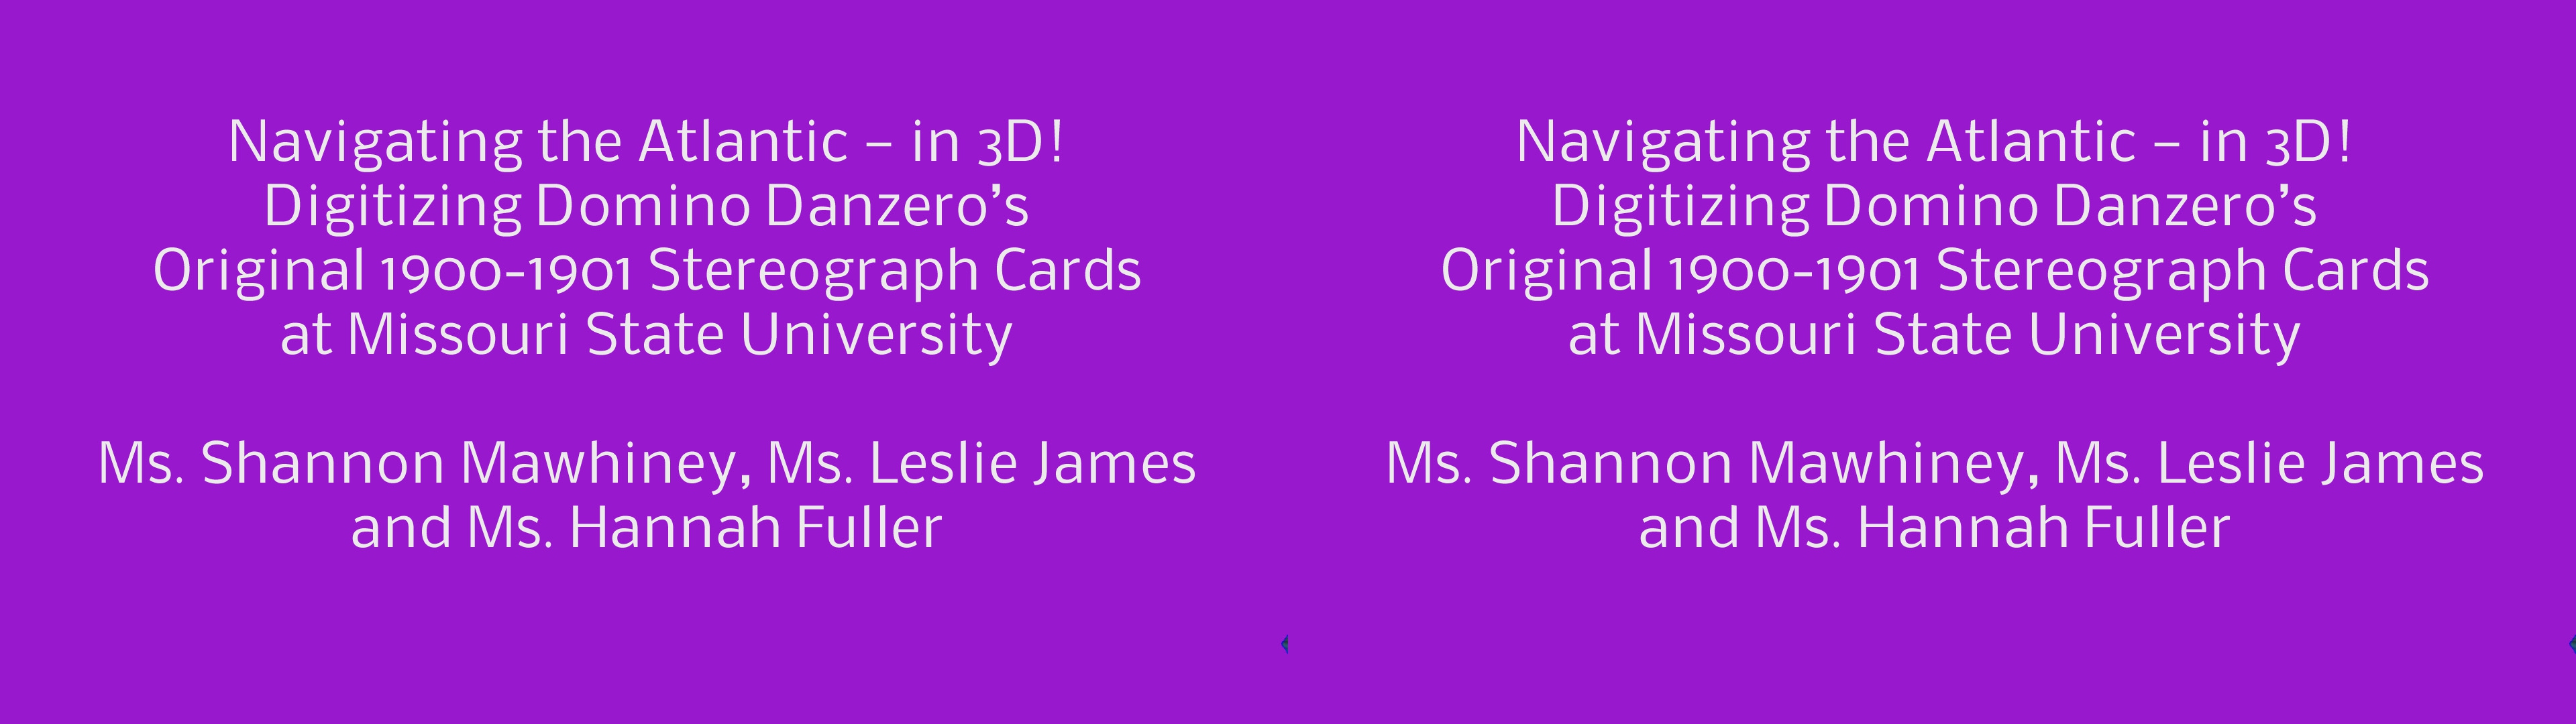 Navigating the Atlantic – in 3D!
Digitizing Domino Danzero’s
Original 1900-1901 Stereograph Cards
at Missouri State University
Ms. Shannon Mawhiney, Ms. Leslie James
and Ms. Hannah Fuller
Navigating the Atlantic – in 3D!
Digitizing Domino Danzero’s
Original 1900-1901 Stereograph Cards
at Missouri State University
Ms. Shannon Mawhiney, Ms. Leslie James
and Ms. Hannah Fuller